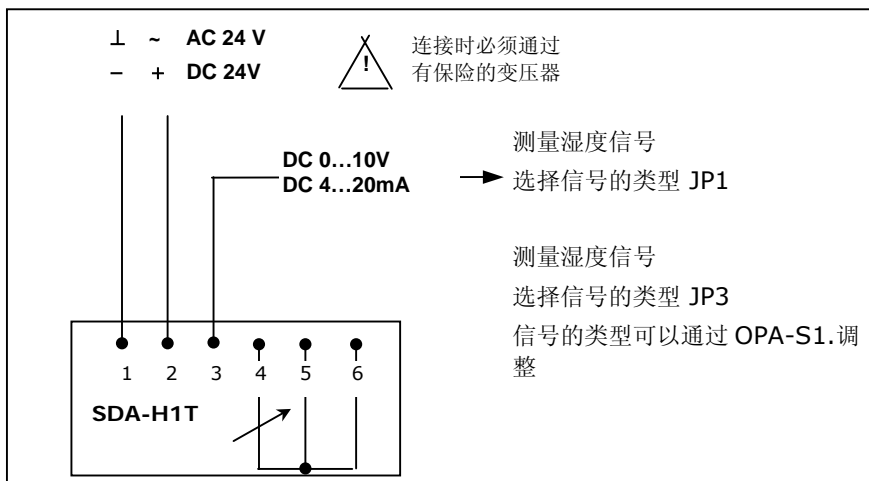 ⊥ ~ AC 24 V
− + DC 24V
!
连接时必须通过
有保险的变压器
DC 0...10V
DC 4...20mA
测量湿度信号
选择信号的类型 JP1
测量湿度信号
选择信号的类型 JP3
信号的类型可以通过 OPA-S1.调
整
1 2 3 4 5 6
SDA-H1T